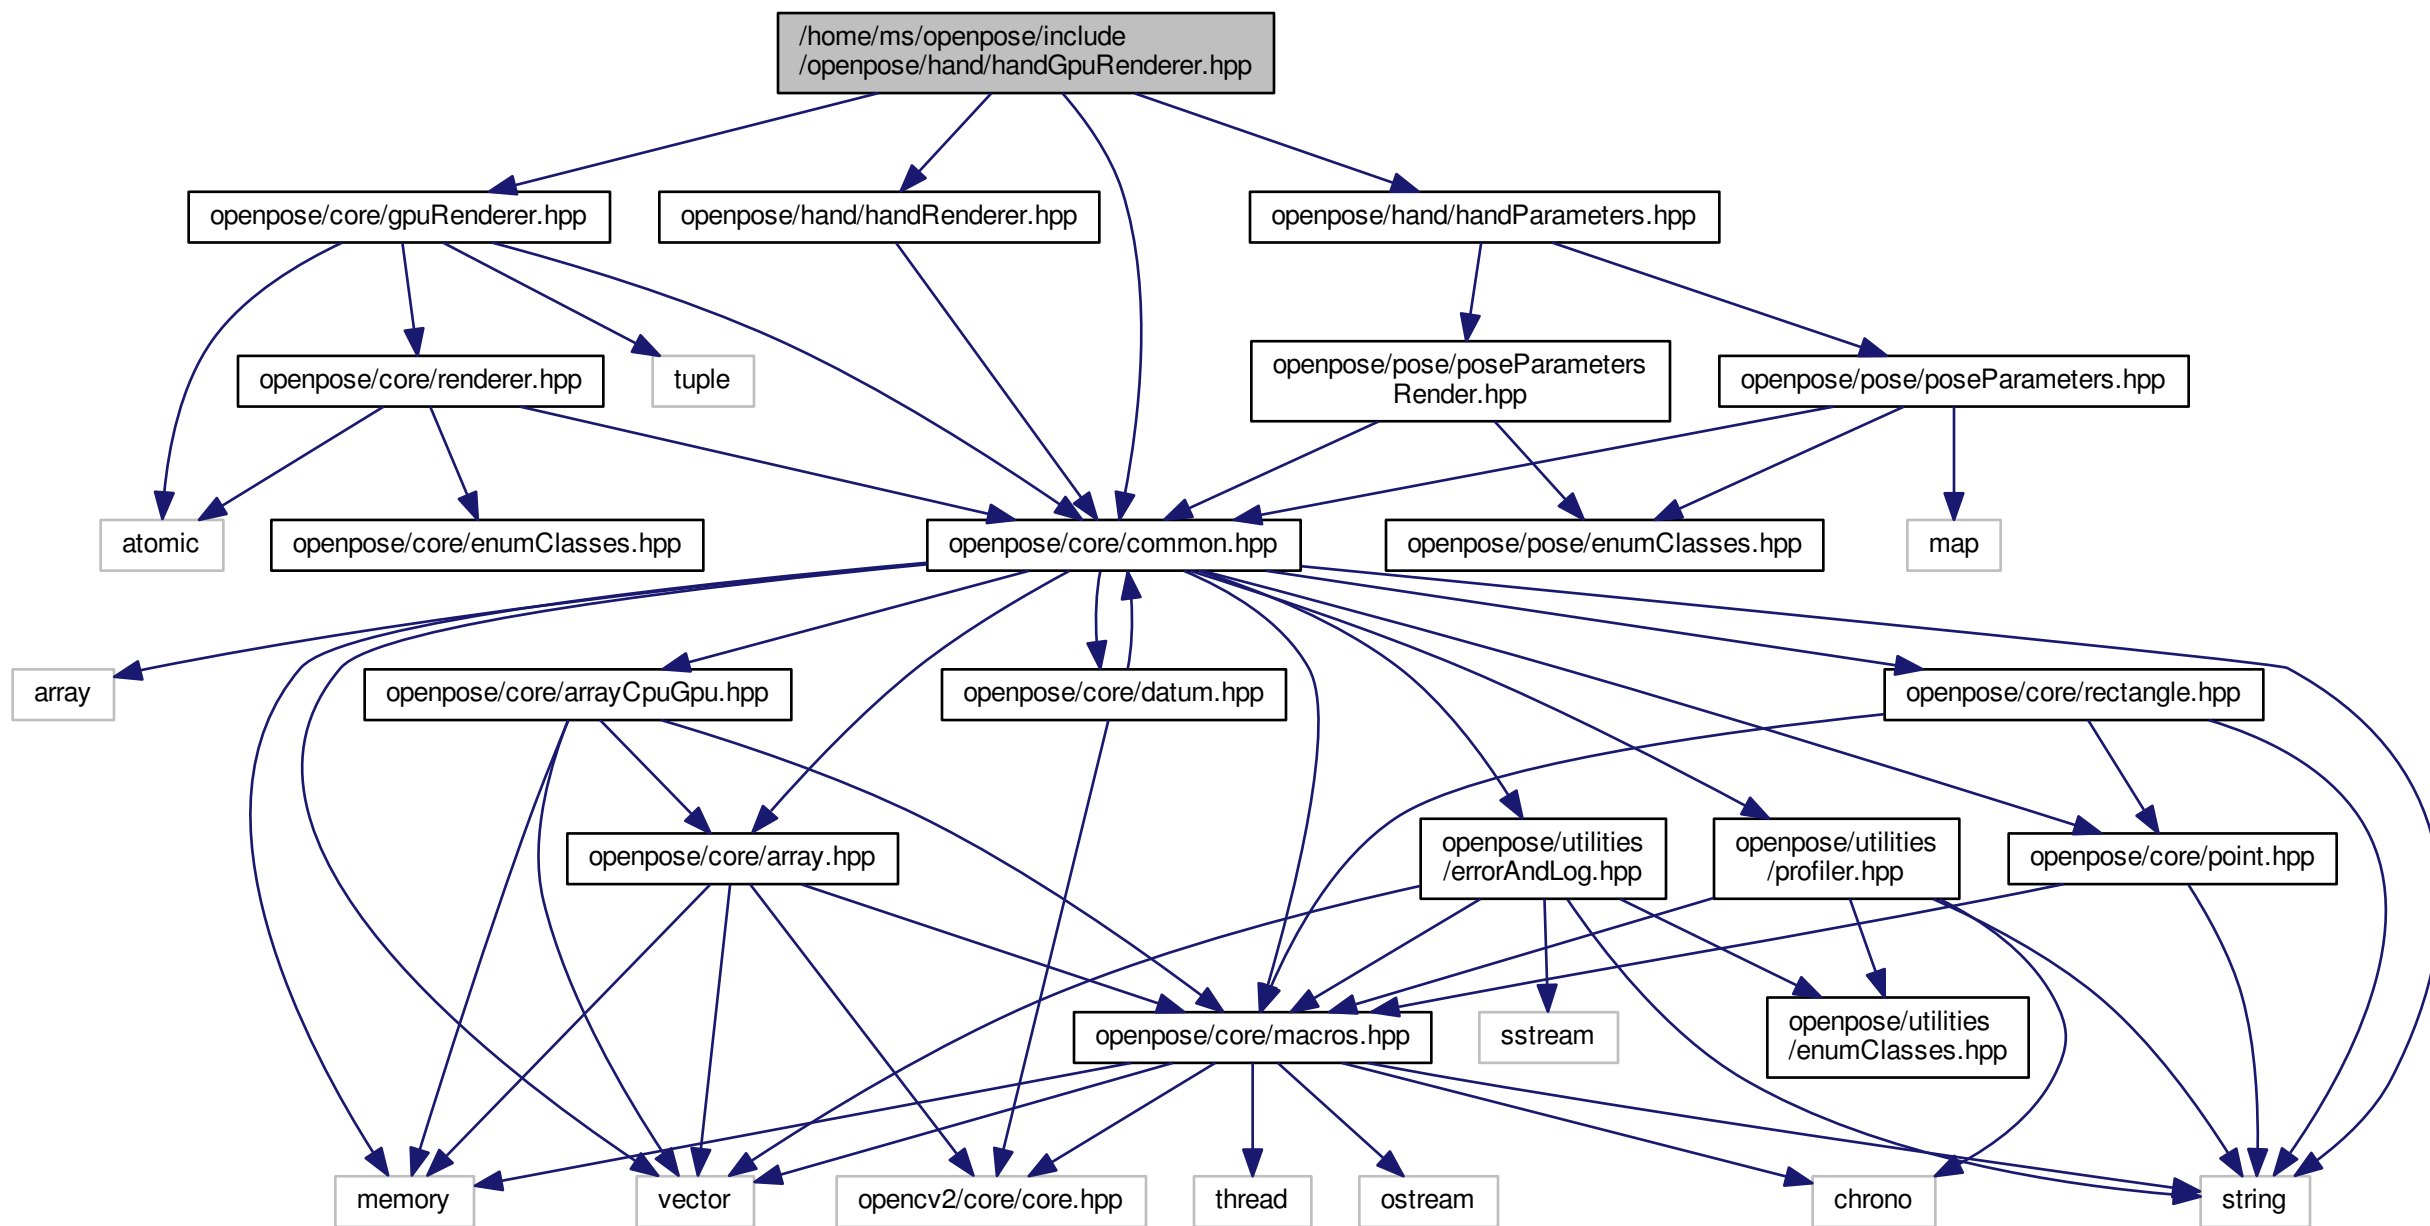 /home/ms/openpose/include
/openpose/hand/handGpuRenderer.hpp
openpose/core/gpuRenderer.hpp
openpose/hand/handRenderer.hpp
openpose/hand/handParameters.hpp
openpose/core/renderer.hpp
tuple
openpose/pose/poseParameters
Render.hpp
openpose/pose/poseParameters.hpp
atomic
openpose/core/enumClasses.hpp
openpose/core/common.hpp
openpose/pose/enumClasses.hpp
map
array
openpose/core/arrayCpuGpu.hpp
openpose/core/datum.hpp
openpose/core/rectangle.hpp
openpose/core/array.hpp
openpose/utilities
/errorAndLog.hpp
openpose/utilities
/profiler.hpp
openpose/core/point.hpp
openpose/core/macros.hpp
sstream
openpose/utilities
/enumClasses.hpp
memory
vector
opencv2/core/core.hpp
thread
ostream
chrono
string